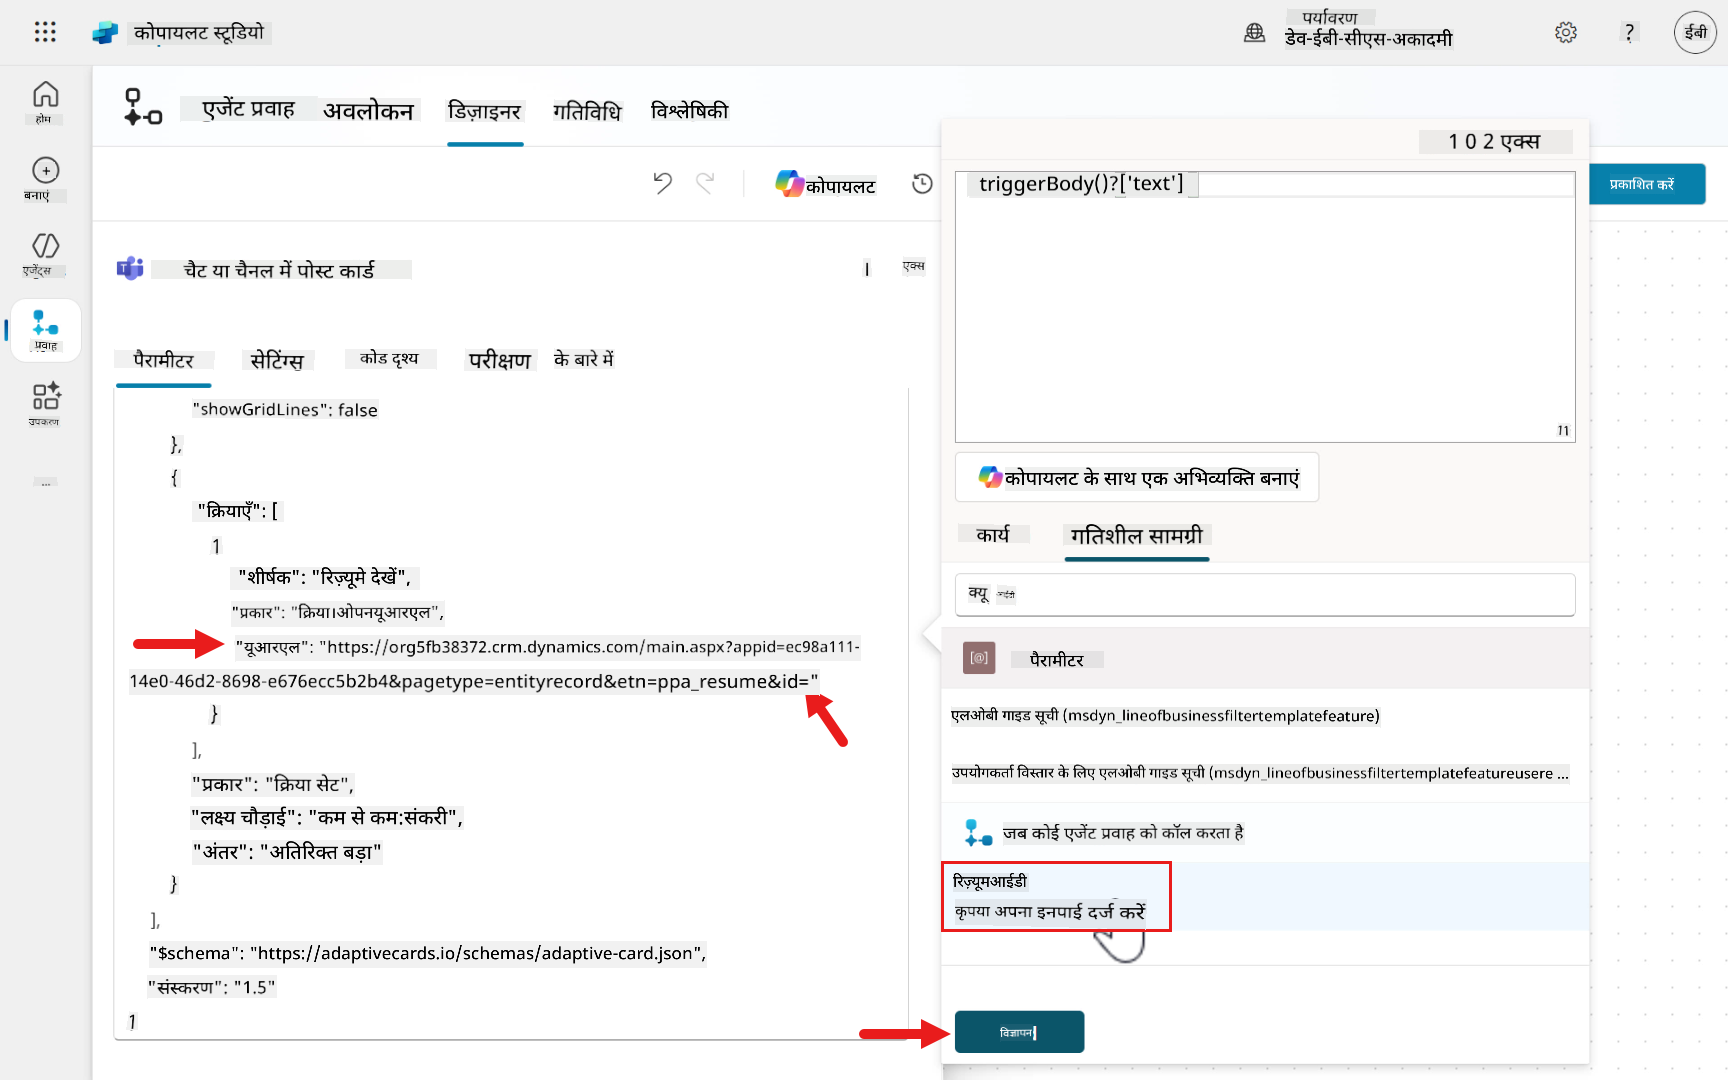 कोपायलट स्टूडियो
पर्यावरण
डेव-ईबी-सीएस-अकादमी
?
ईबी
होम
बनाएं
एजेंट्स
प्रवाह
उपकरण
...
एजेंट प्रवाह
अवलोकन
डिज़ाइनर
गतिविधि
विश्लेषिकी
कोपायलट
प्रकाशित करें
चैट या चैनल में पोस्ट कार्ड
एक्स
पैरामीटर
सेटिंग्स
कोड दृश्य
परीक्षण
के बारे में
"showGridLines": false
},
{
"क्रियाएँ": [
1
"शीर्षक": "रिज़्यूमे देखें",
"प्रकार": "क्रिया।ओपनयूआरएल",
"यूआरएल": "https://org5fb38372.crm.dynamics.com/main.aspx?appid=ec98a111-
14e0-46d2-8698-e676ecc5b2b4&pagetype=entityrecord&etn=ppa_resume&id="
}
],
"प्रकार": "क्रिया सेट",
"लक्ष्य चौड़ाई": "कम से कम:संकरी",
"अंतर": "अतिरिक्त बड़ा"
}
],
"$schema": "https://adaptivecards.io/schemas/adaptive-card.json",
"संस्करण": "1.5"
1
1 0 2 एक्स
triggerBody()?['text']
11
कोपायलट के साथ एक अभिव्यक्ति बनाएं
कार्य
गतिशील सामग्री
क्यू
[@]
पैरामीटर
एलओबी गाइड सूची (msdyn_lineofbusinessfiltertemplatefeature)
उपयोगकर्ता विस्तार के लिए एलओबी गाइड सूची (msdyn_lineofbusinessfiltertemplatefeatureusere ...
जब कोई एजेंट प्रवाह को कॉल करता है
रिज़्यूमआईडी
कृपया अपना इनपाई दर्ज करें
विज्ञापन